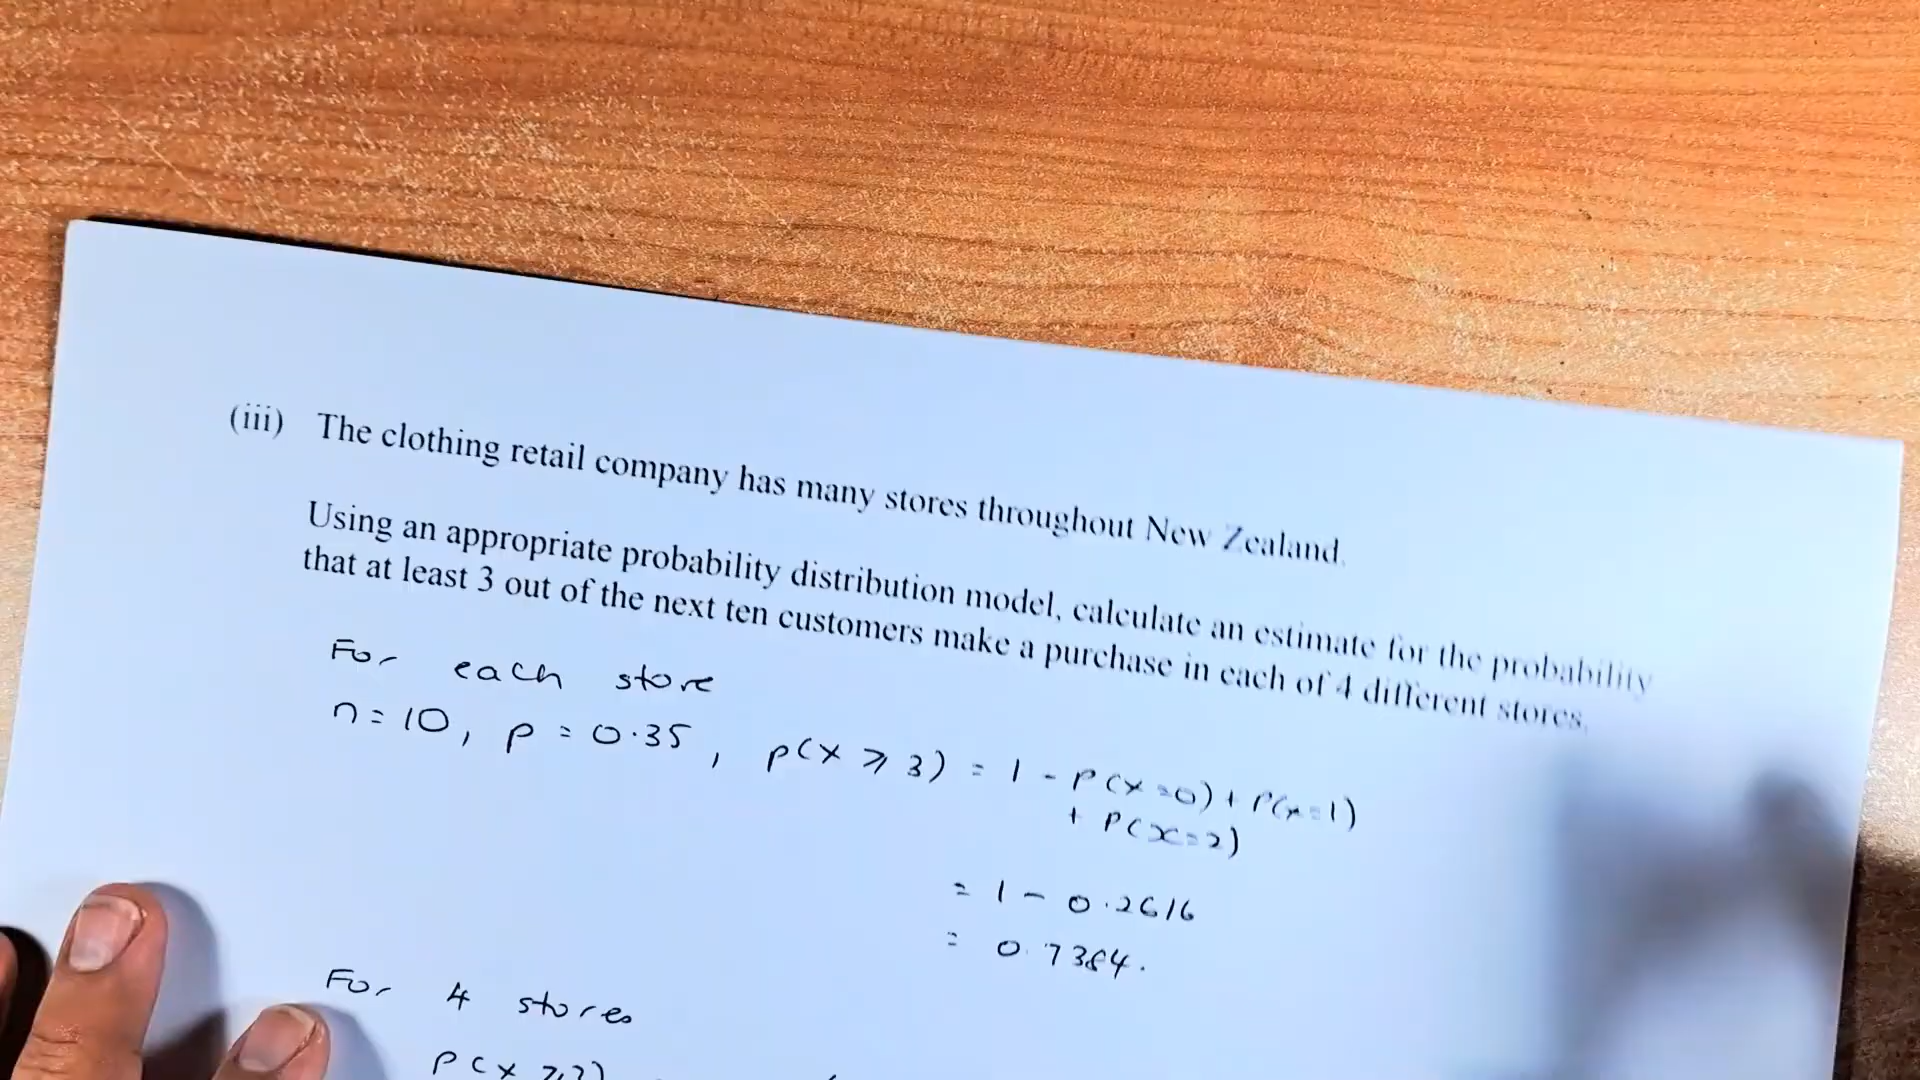 (iii) The clothing retail company has many stores throughout New Zealand.
Using an appropriate probability distribution model, calculate an estimate for the probability
that at least 3 out of the next ten customers make a purchase in each of 4 different stores.
For each store
n = 10, p = 0.35, p(x ⩾ 3) = 1 - P(x=0) + P(x=1)
+ P(x=2)
= 1 - 0.2616
= 0.7384.
For 4 stores
P(x ⩾3)